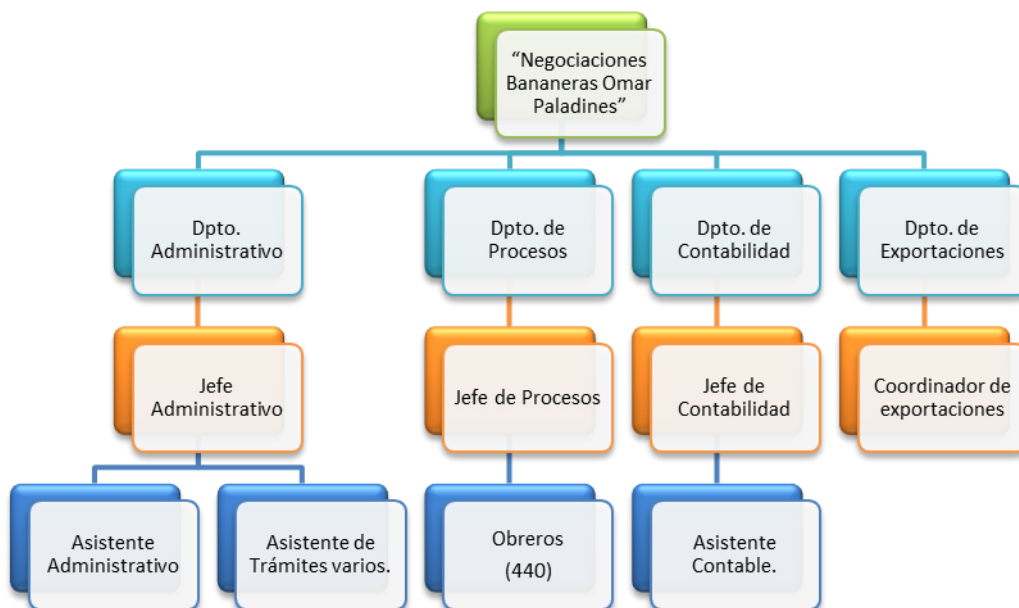 “Negociaciones
Bananeras Omar
Paladines”
Dpto.
Administrativo
Dpto. de
Procesos
Dpto. de
Contabilidad
Dpto. de
Exportaciones
Jefe
Administrativo
Jefe de Procesos
Jefe de
Contabilidad
Coordinador de
exportaciones
Asistente
Administrativo
Asistente de
Trámites varios.
Obreros
(440)
Asistente
Contable.